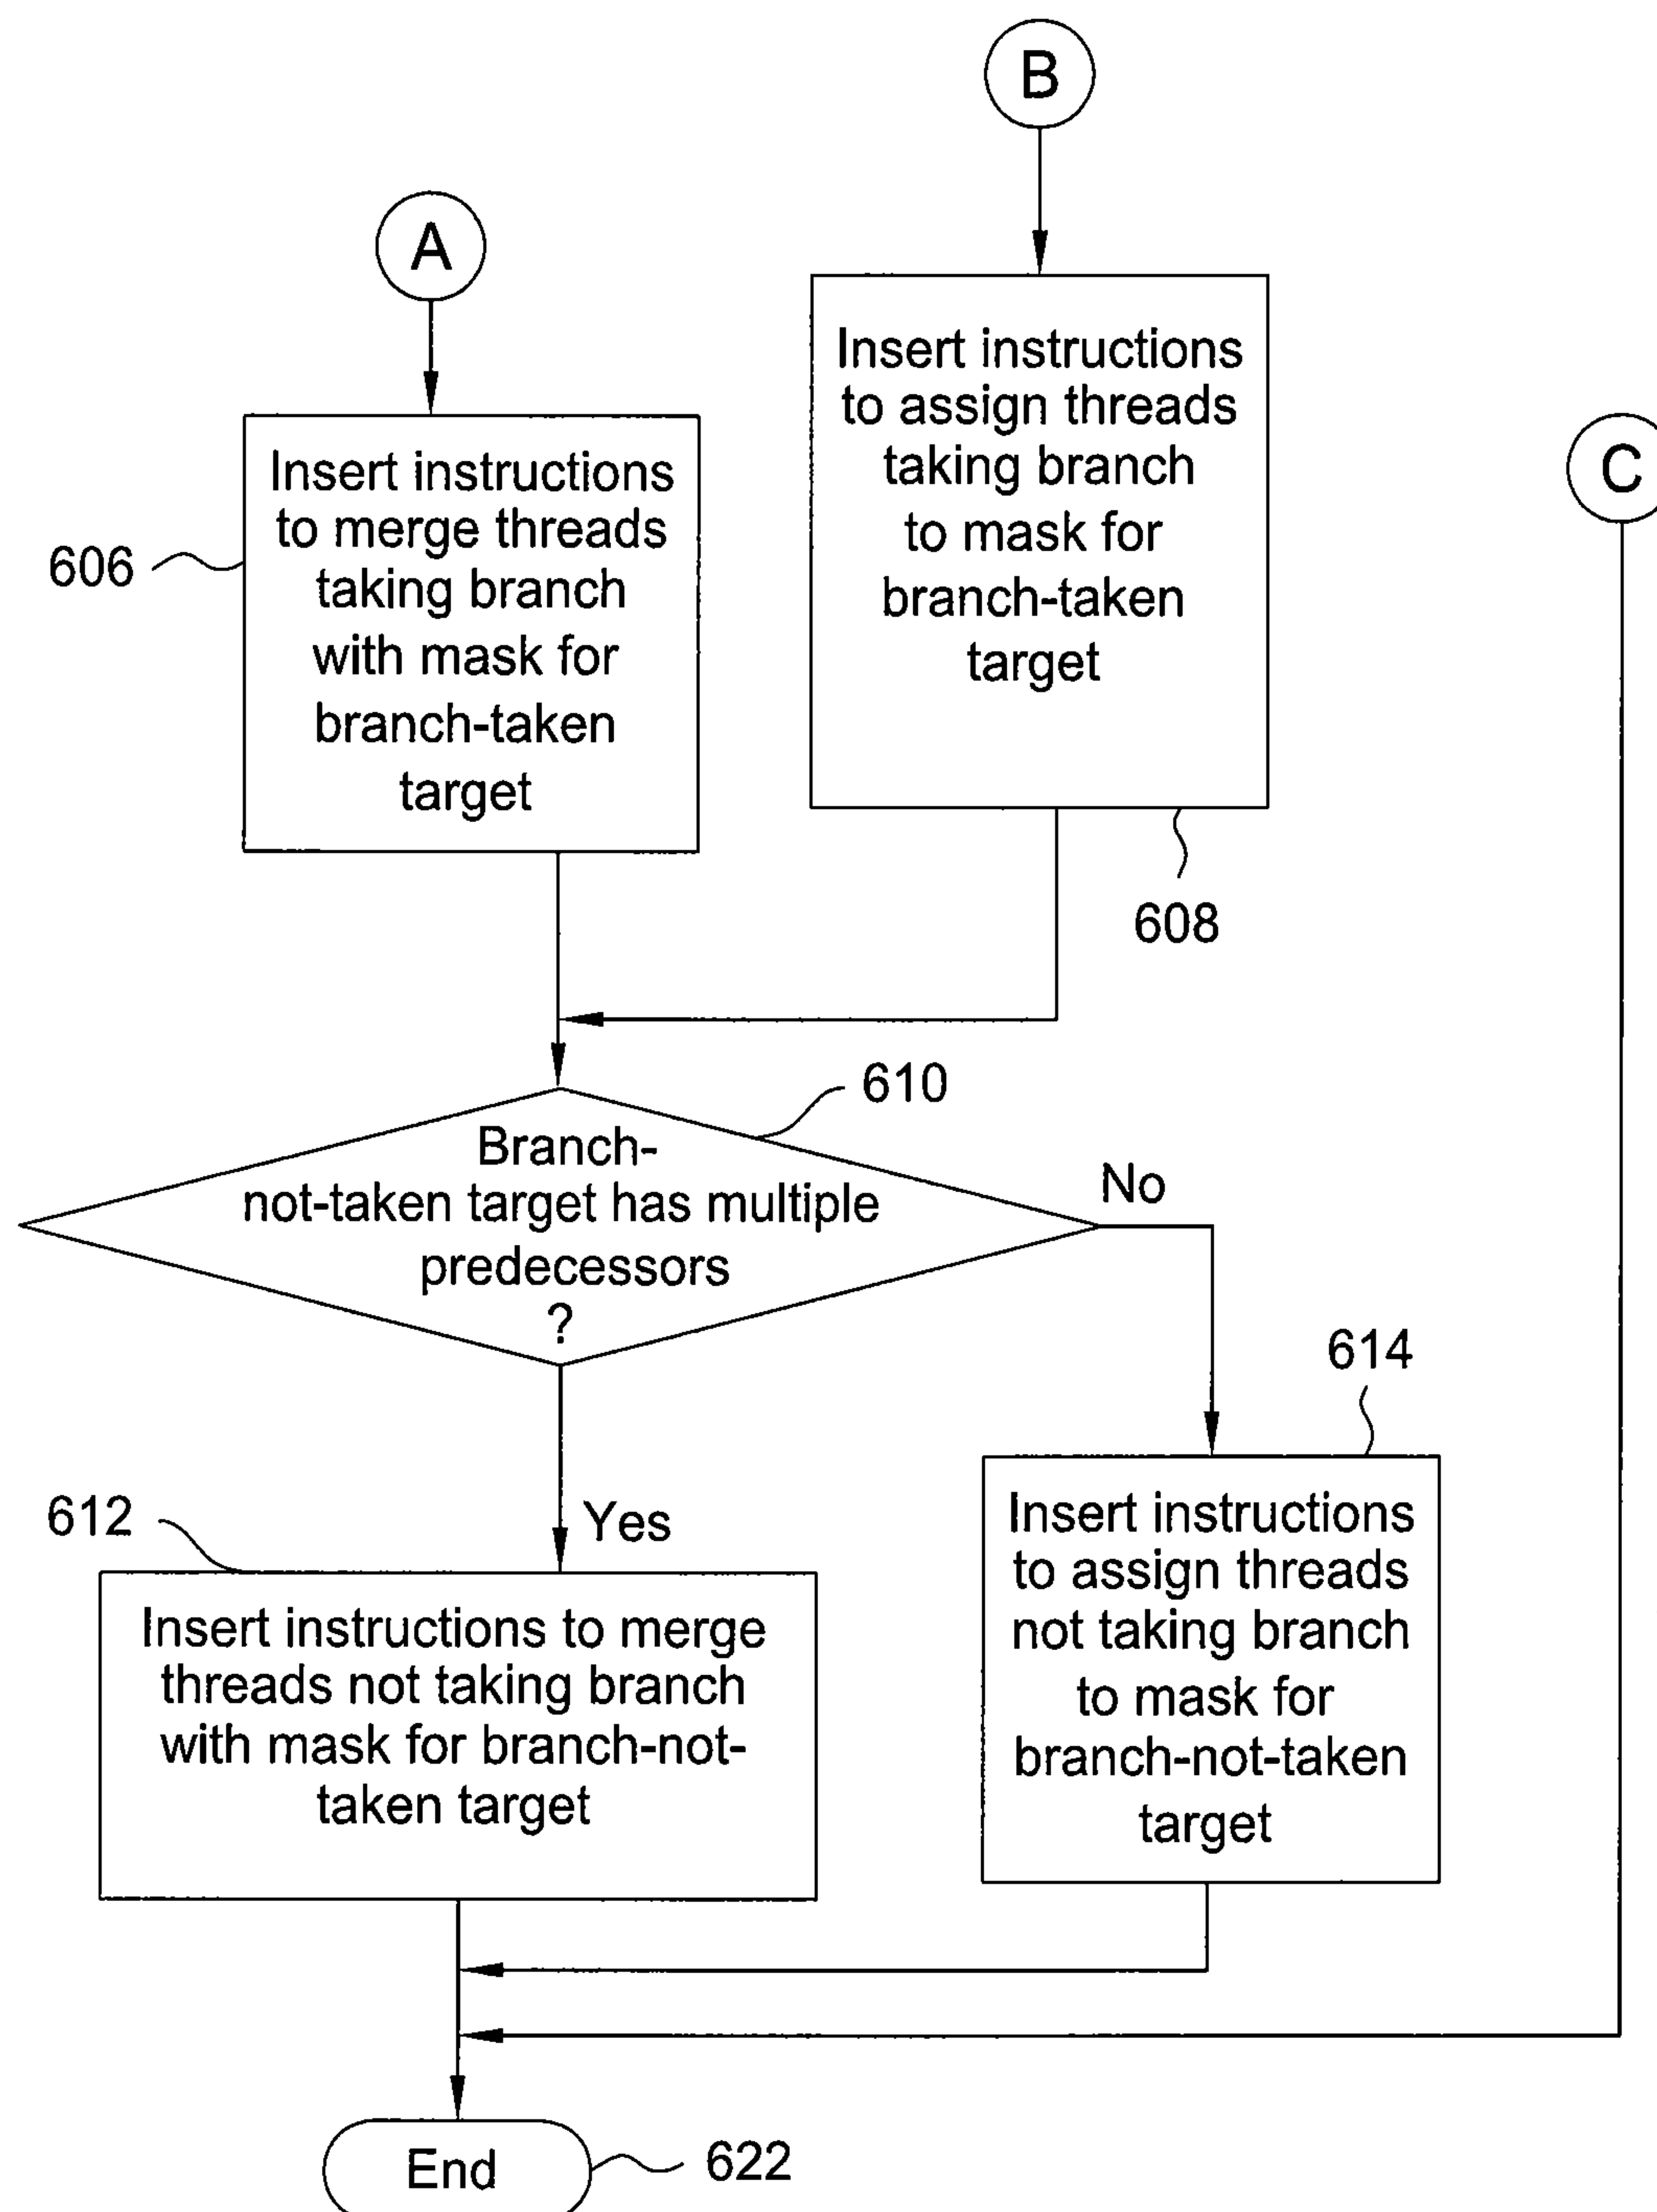 B
A
Insert instructions
to assign threads
taking branch
to mask for
branch-taken
target
C
Insert instructions
to merge threads
taking branch
with mask for
branch-taken
target
606
608
610
Branch-
not-taken target has multiple
predecessors
?
No
614
612
Yes
Insert instructions
to assign threads
not taking branch
to mask for
branch-not-taken
target
Insert instructions to merge
threads not taking branch
with mask for branch-not-
taken target
End
622